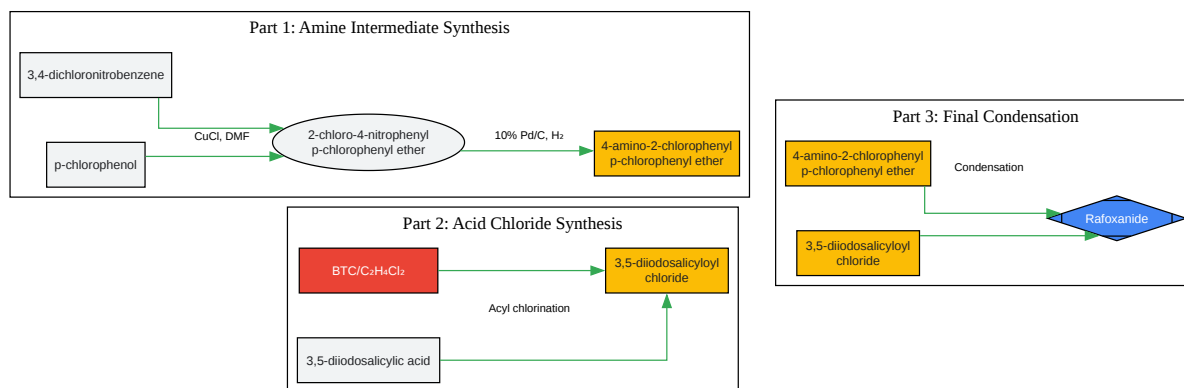 Part 1: Amine Intermediate Synthesis
3,4-dichloronitrobenzene
p-chlorophenol
CuCl, DMF
2-chloro-4-nitrophenyl
p-chlorophenyl ether
10% Pd/C, H₂
4-amino-2-chlorophenyl
p-chlorophenyl ether
Part 2: Acid Chloride Synthesis
BTC/C₂H₄Cl₂
3,5-diiodosalicylic acid
Acyl chlorination
3,5-diiodosalicyloyl
chloride
Part 3: Final Condensation
4-amino-2-chlorophenyl
p-chlorophenyl ether
3,5-diiodosalicyloyl
chloride
Condensation
Rafoxanide